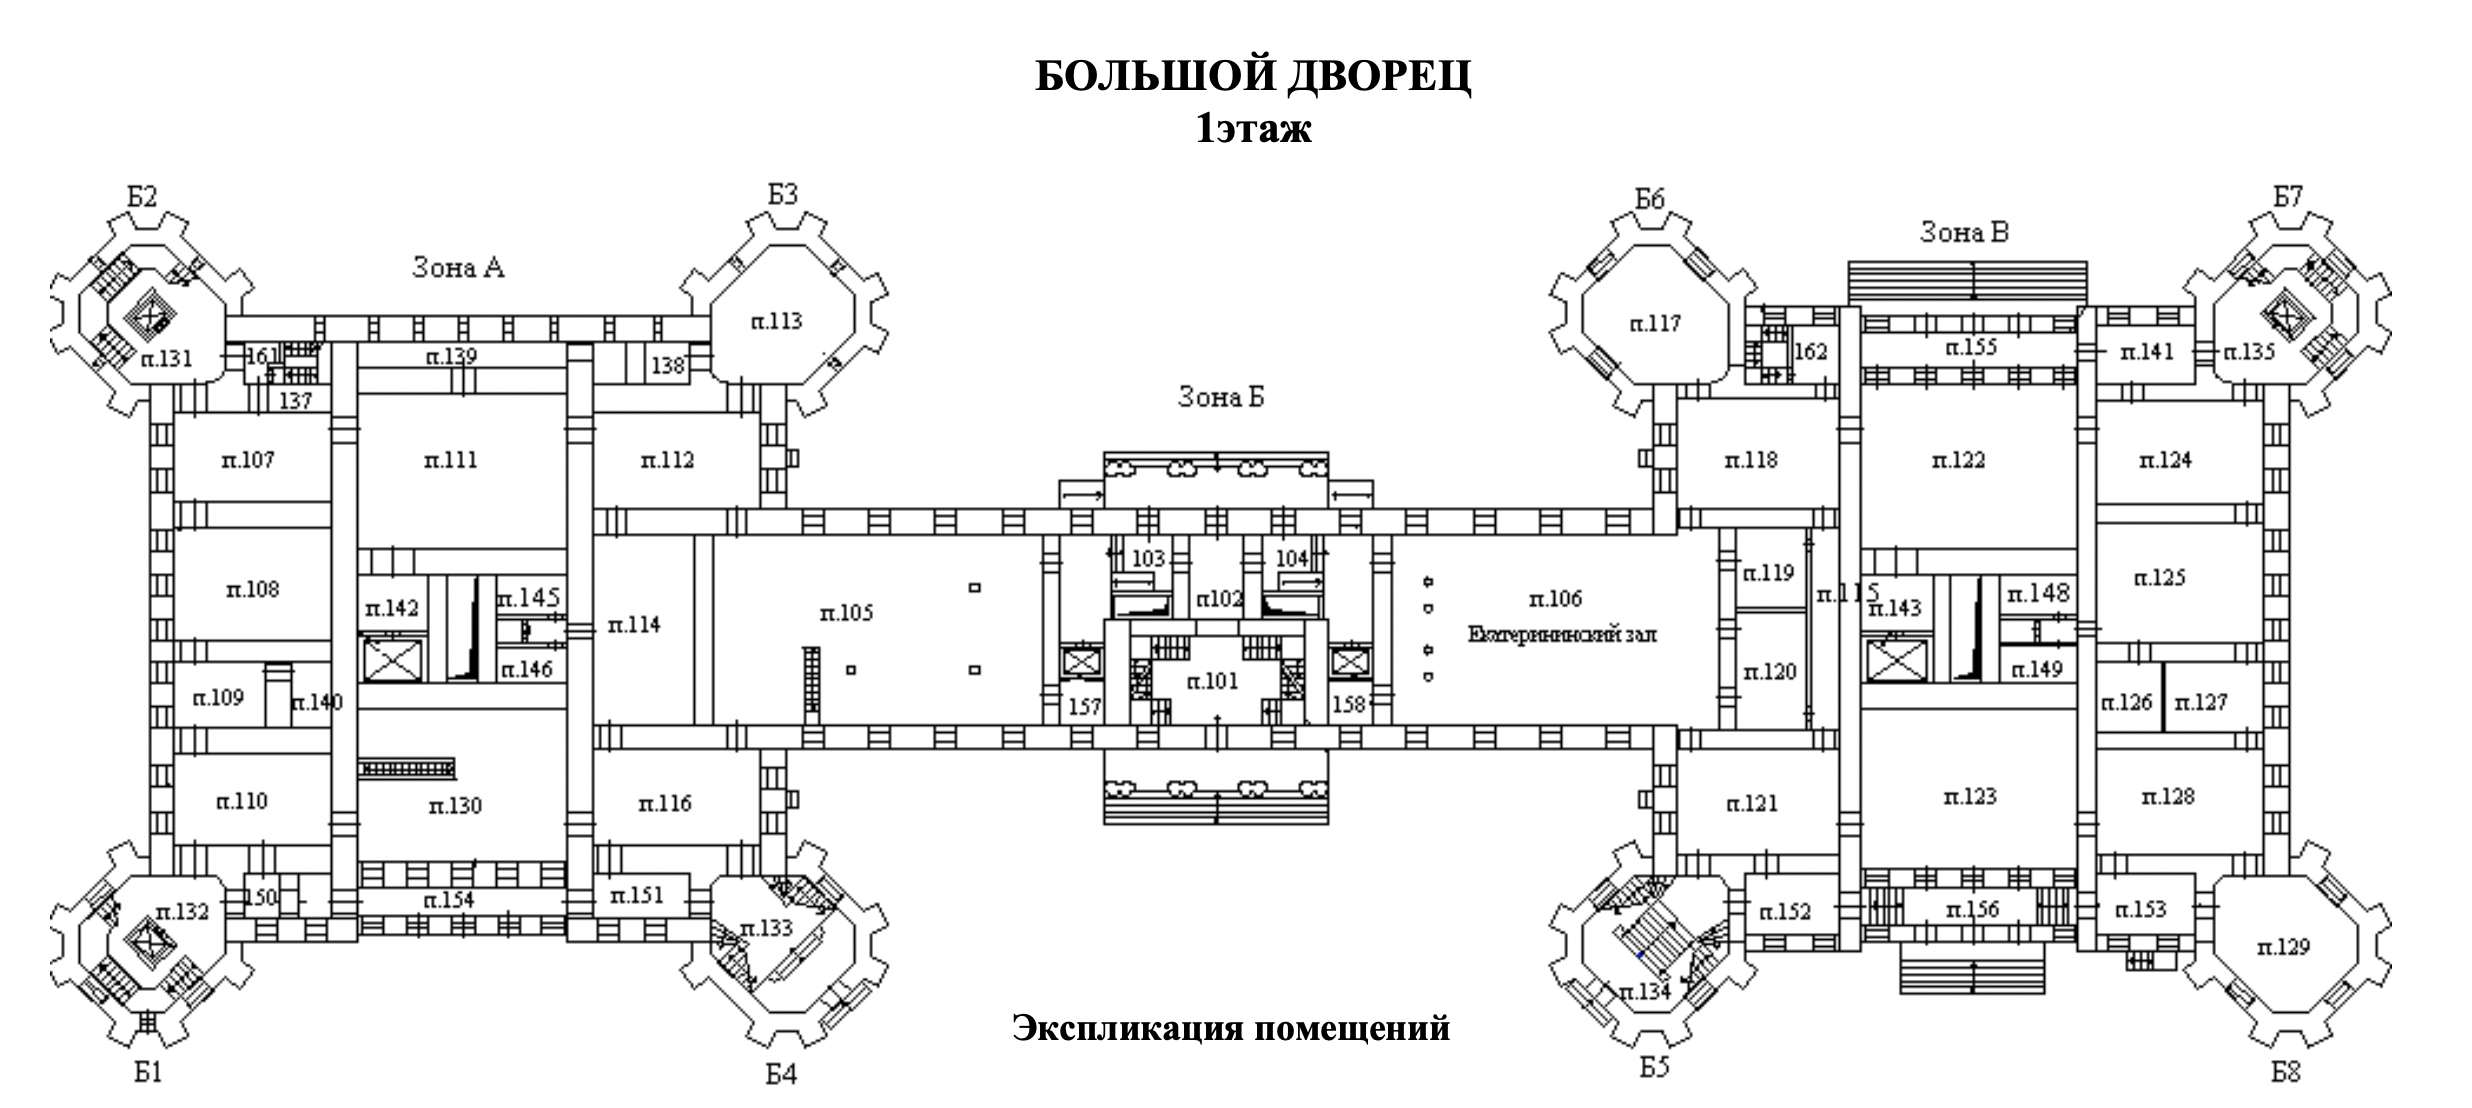 БОЛЬШОЙ ДВОРЕЦ
1этаж
Б2
Б3
Б6
Б7
Зона А
Зона В
Зона Б
п.131
161
п.139
138
п.113
п.117
162
п.155
п.141
п.135
137
п.107
п.111
п.112
п.118
п.122
п.124
п.108
п.142
п.145
п.146
п.114
п.105
103
п102
104
п.106
Екатерининский зал
п.119
п.115
п.143
п.148
п.149
п.125
п.109
п.140
157
п.101
158
п.120
п.126
п.127
п.110
п.130
п.116
п.121
п.123
п.128
п.132
150
п.154
п.151
п.133
п.134
п.152
п.156
п.153
п.129
Экспликация помещений
Б1
Б4
Б5
Б8